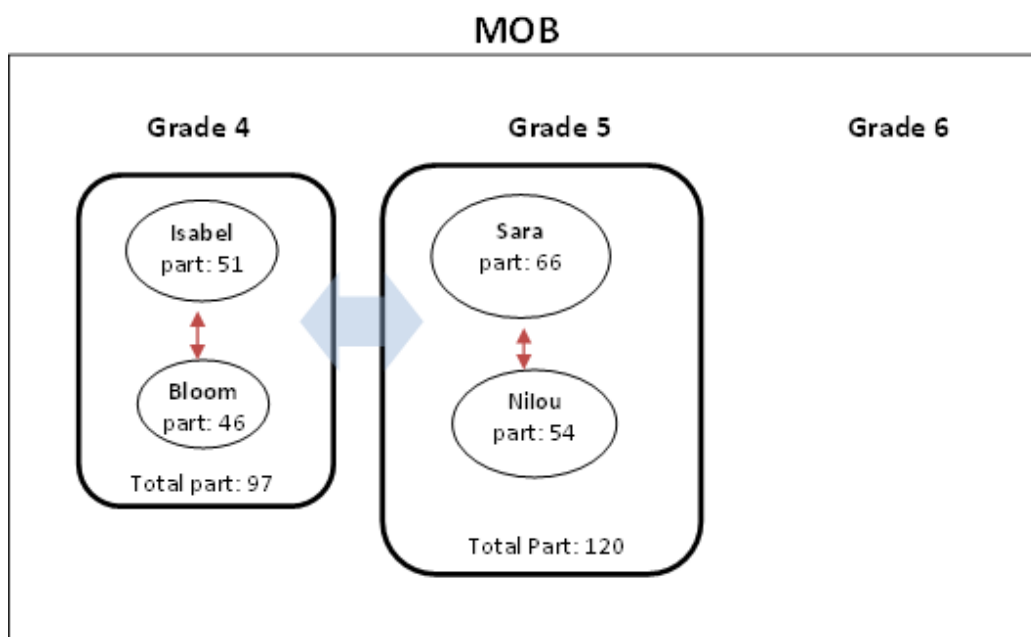 MOB
Grade 4
Grade 5
Grade 6
Isabel
part: 51
Bloom
part: 46
Total part: 97
Sara
part: 66
Nilou
part: 54
Total Part: 120